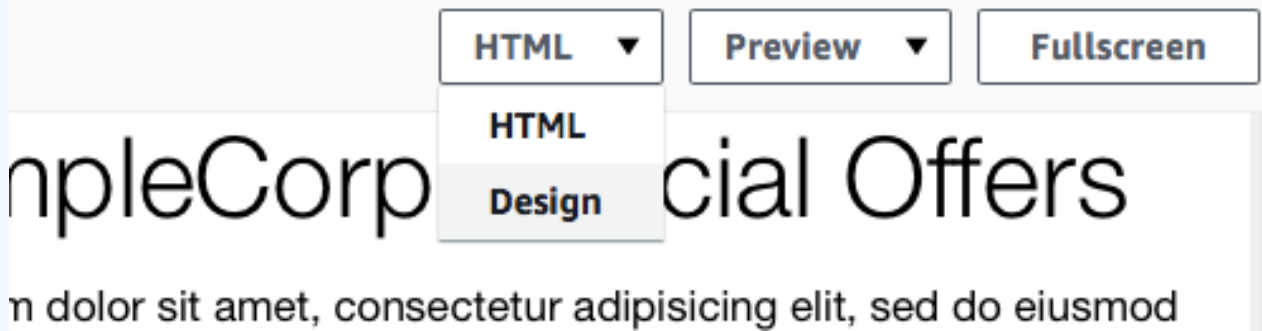 HTML ▼ Preview ▼ Fullscreen
HTML
Design
npleCorp cial Offers
m dolor sit amet, consectetur adipisicing elit, sed do eiusmod